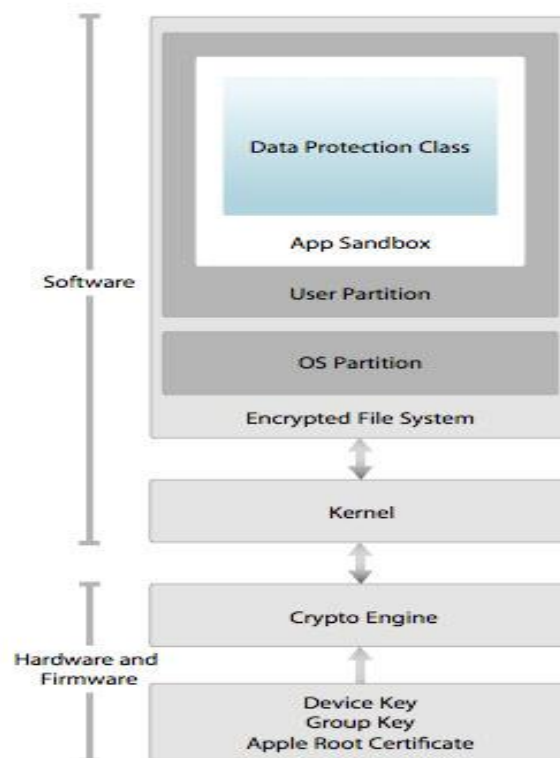 Data Protection Class
App Sandbox
User Partition
OS Partition
Encrypted File System
Software
Kernel
Crypto Engine
Hardware and
Firmware
Device Key
Group Key
Apple Root Certificate